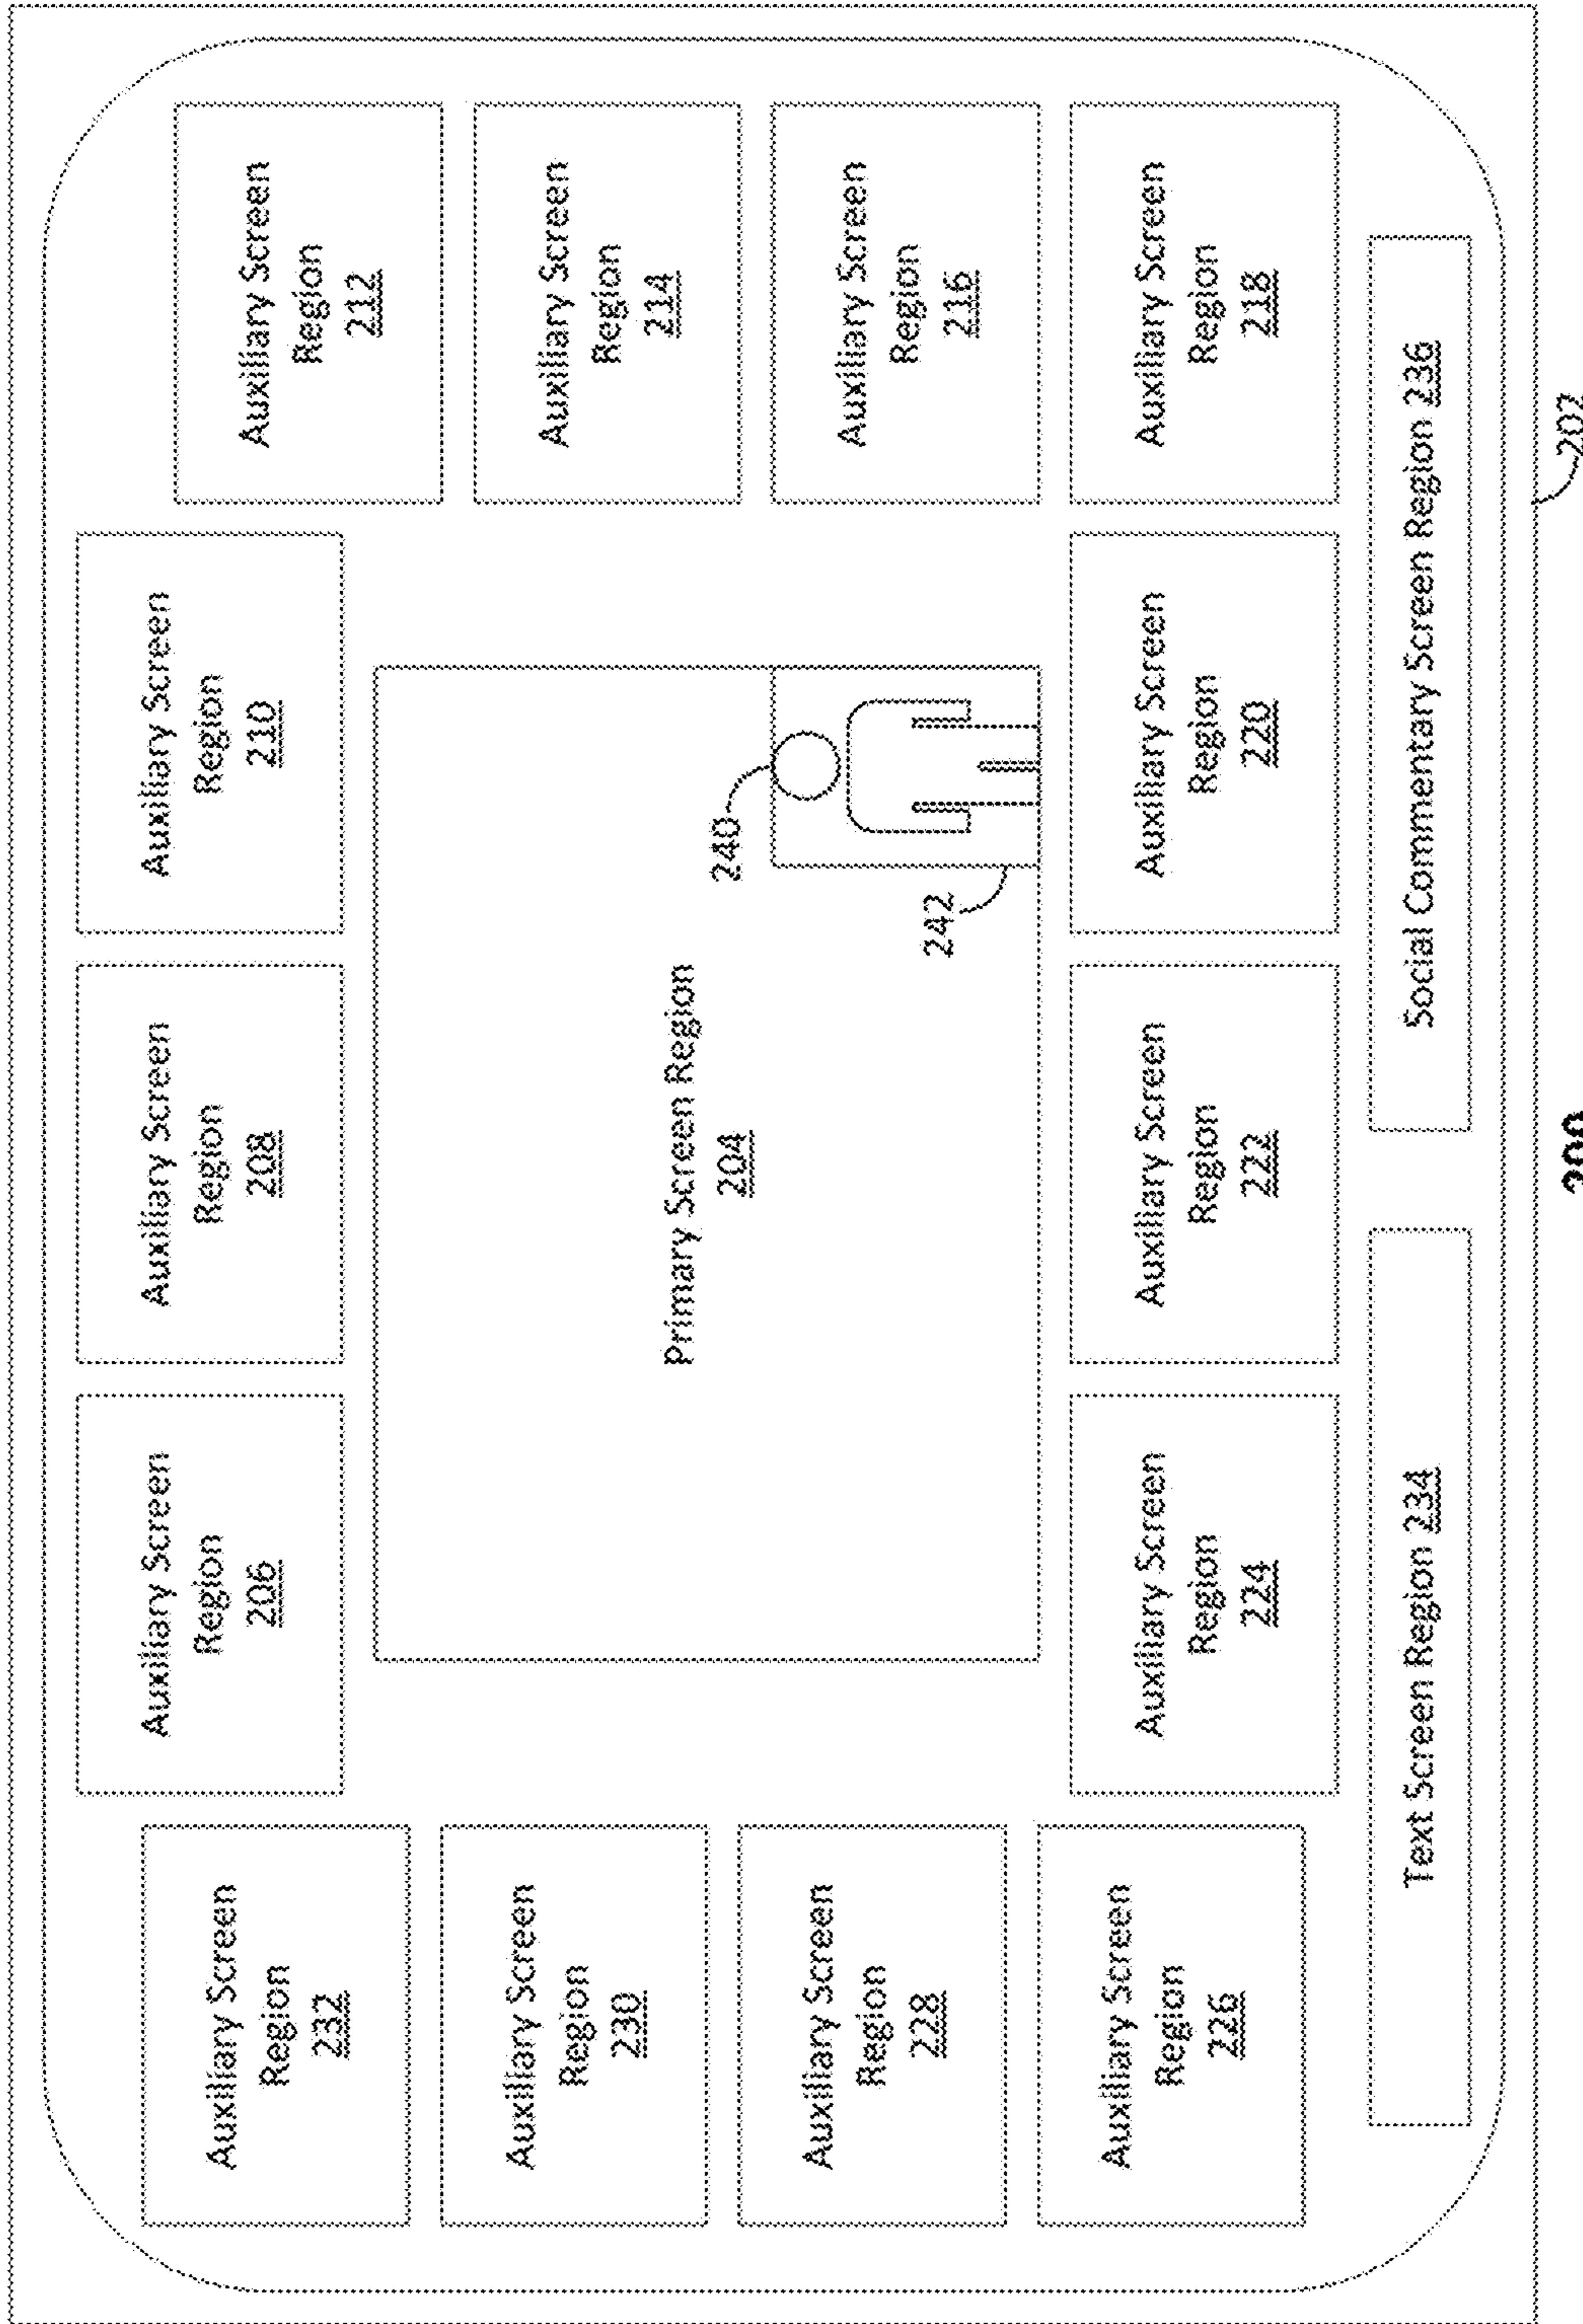 Auxiliary Screen
Region
206
Auxiliary Screen
Region
208
Auxiliary Screen
Region
210
Auxiliary Screen
Region
232
Auxiliary Screen
Region
212
Auxiliary Screen
Region
230
Auxiliary Screen
Region
214
Primary Screen Region
204
240
Auxiliary Screen
Region
228
Auxiliary Screen
Region
216
242
Auxiliary Screen
Region
226
Auxiliary Screen
Region
224
Auxiliary Screen
Region
222
Auxiliary Screen
Region
220
Auxiliary Screen
Region
218
Text Screen Region 234
Social Commentary Screen Region 236
202